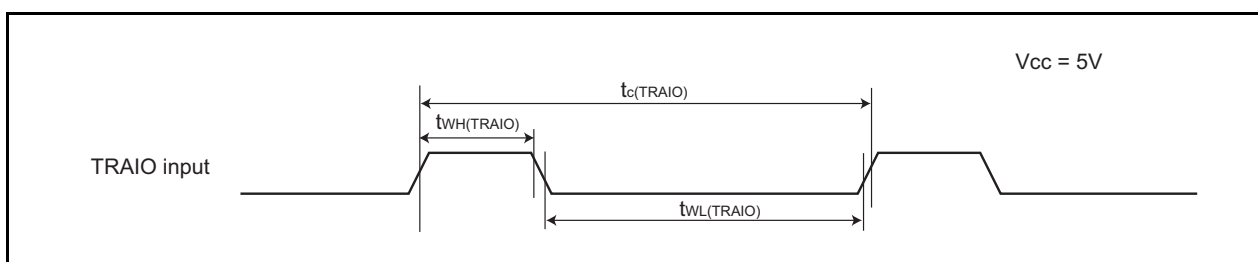 Vcc = 5V
tc(TRAIO)
tWH(TRAIO)
TRAIO input
tWL(TRAIO)